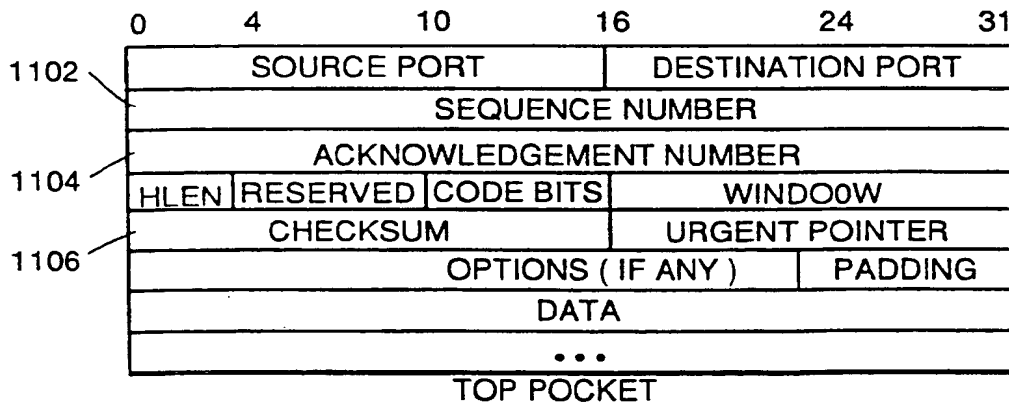 0 4 10 16 24 31
SOURCE PORT DESTINATION PORT
1102
SEQUENCE NUMBER
ACKNOWLEDGEMENT NUMBER
1104
HLEN RESERVED CODE BITS WINDO0W
CHECKSUM URGENT POINTER
1106
OPTIONS ( IF ANY ) PADDING
DATA
...
TOP POCKET